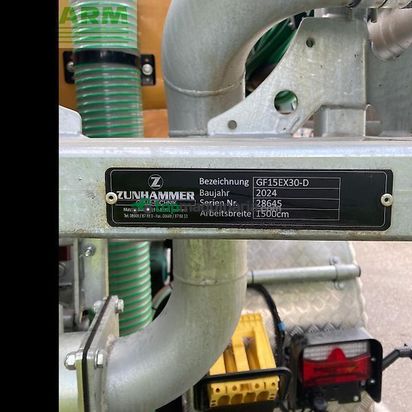 ARM
Z
ZUNHAMMER
Bezeichnung GF15EX30-D
Baujahr 2024
Serien Nr. 28645
Arbeitsbreite 1500cm